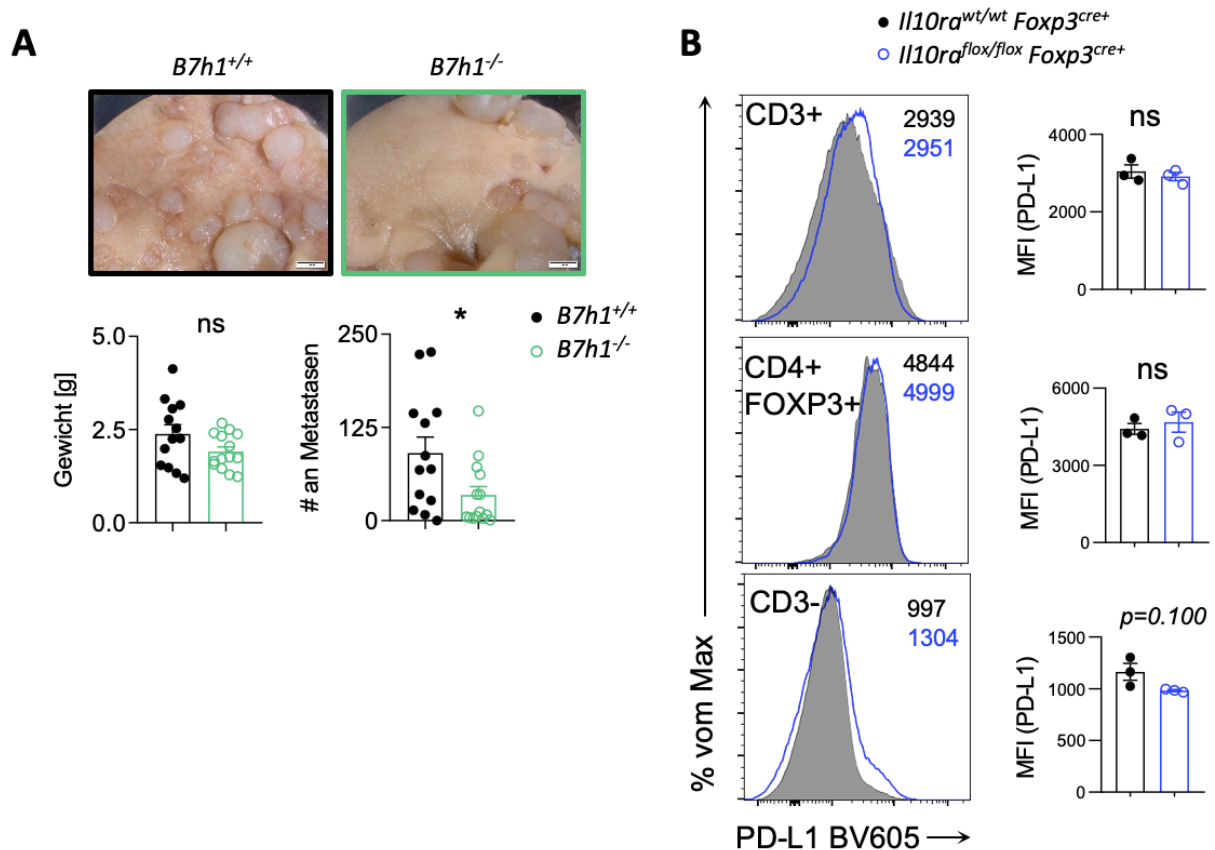 A
B7h1+/+
B7h1-/-
Gewicht [g]
5.0
2.5
0.0
ns
# an Metastasen
250
125
0
*
B7h1+/+
B7h1-/-
B
Il10rawt/wt Foxp3cre+
Il10raflox/flox Foxp3cre+
% vom Max
CD3+
2939
2951
MFI (PD-L1)
4000
2000
0
ns
CD4+
FOXP3+
4844
4999
MFI (PD-L1)
6000
3000
0
ns
CD3-
997
1304
MFI (PD-L1)
1500
1000
500
0
p=0.100
PD-L1 BV605